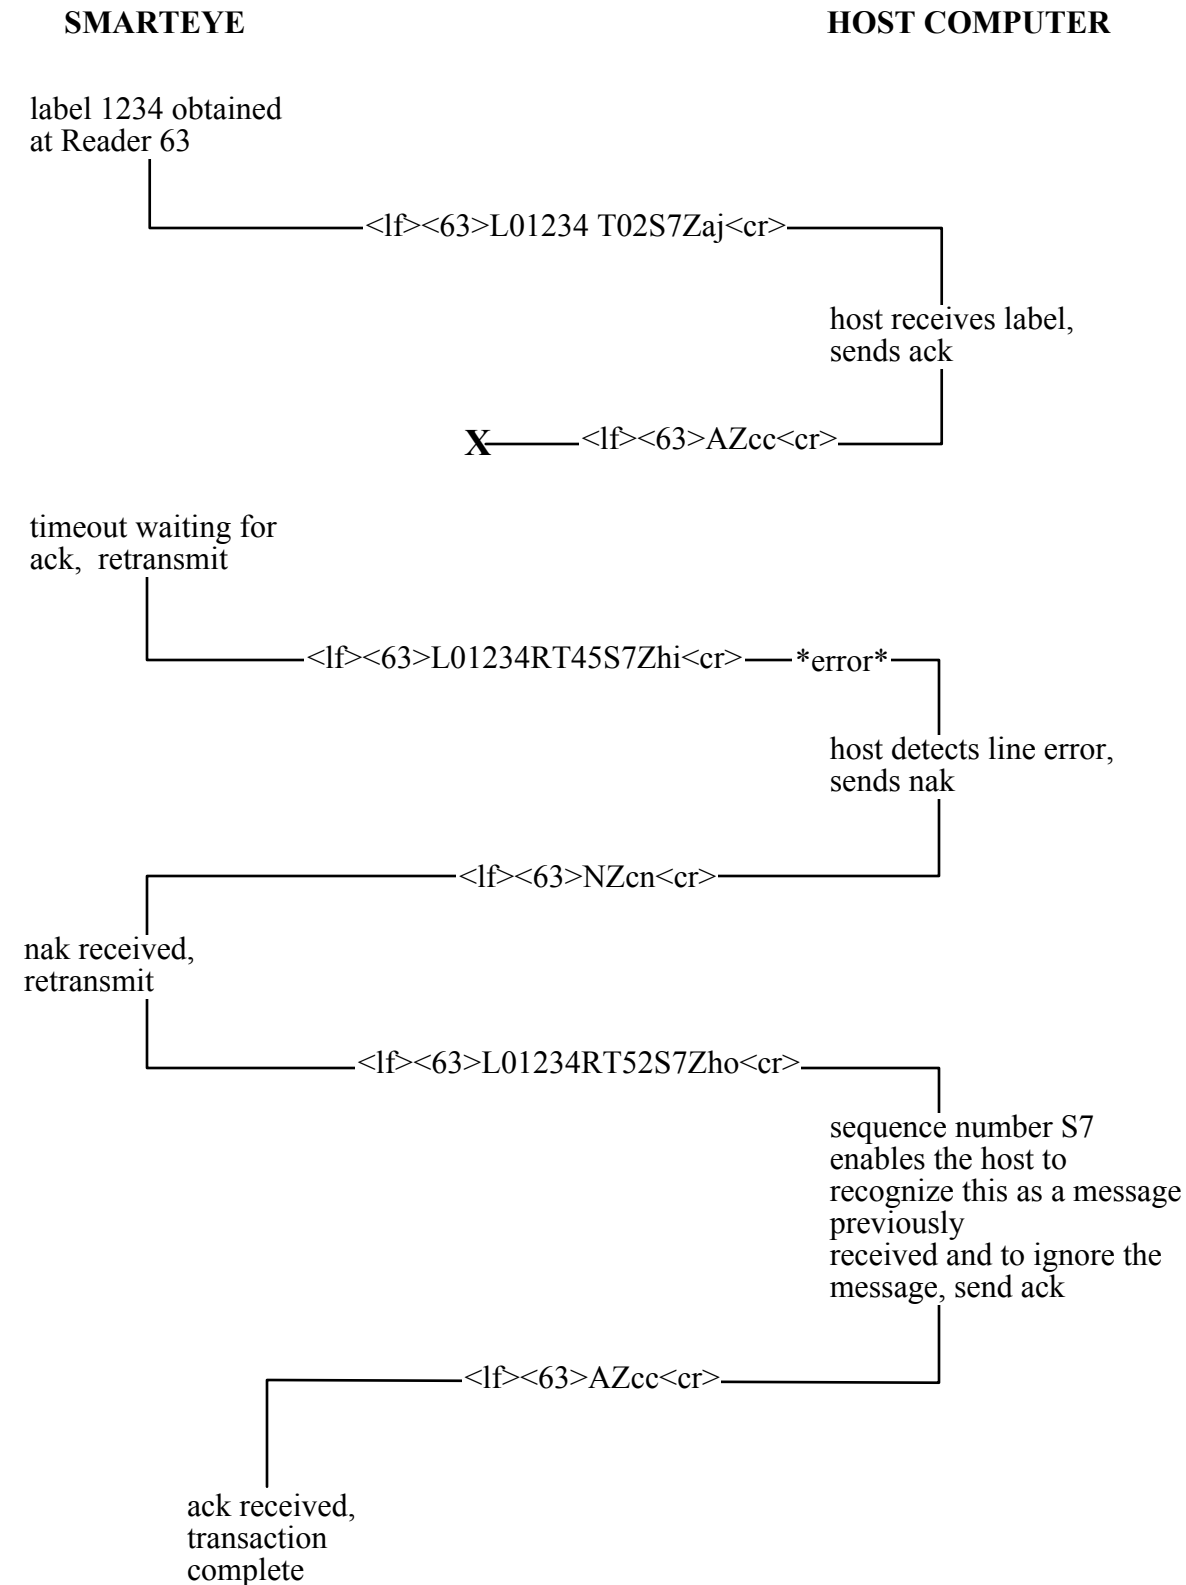 SMARTEYE HOST COMPUTER
label 1234 obtained
at Reader 63
<lf><63>L01234 T02S7Zaj<cr>
host receives label,
sends ack
X <lf><63>AZcc<cr>
timeout waiting for
ack, retransmit
<lf><63>L01234RT45S7Zhi<cr> *error*
host detects line error,
sends nak
<lf><63>NZcn<cr>
nak received,
retransmit
<lf><63>L01234RT52S7Zho<cr>
sequence number S7
enables the host to
recognize this as a message
previously
received and to ignore the
message, send ack
<lf><63>AZcc<cr>
ack received,
transaction
complete